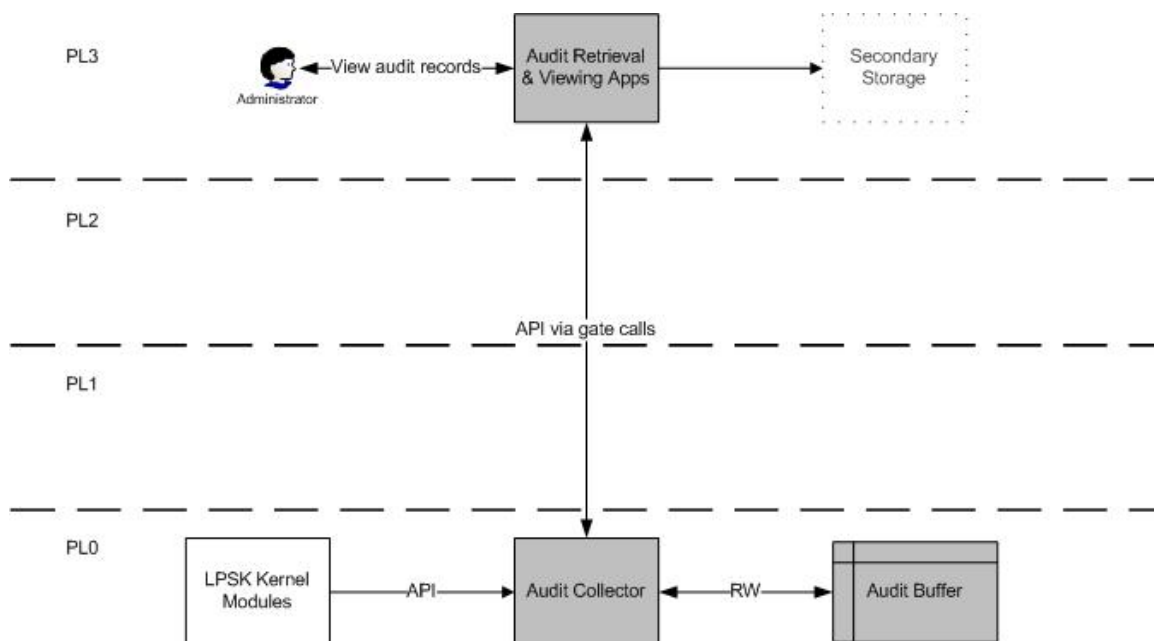 PL3
Administrator
View audit records
Audit Retrieval
& Viewing Apps
Secondary
Storage
PL2
API via gate calls
PL1
PL0
LPSK Kernel
Modules
API
Audit Collector
RW
Audit Buffer